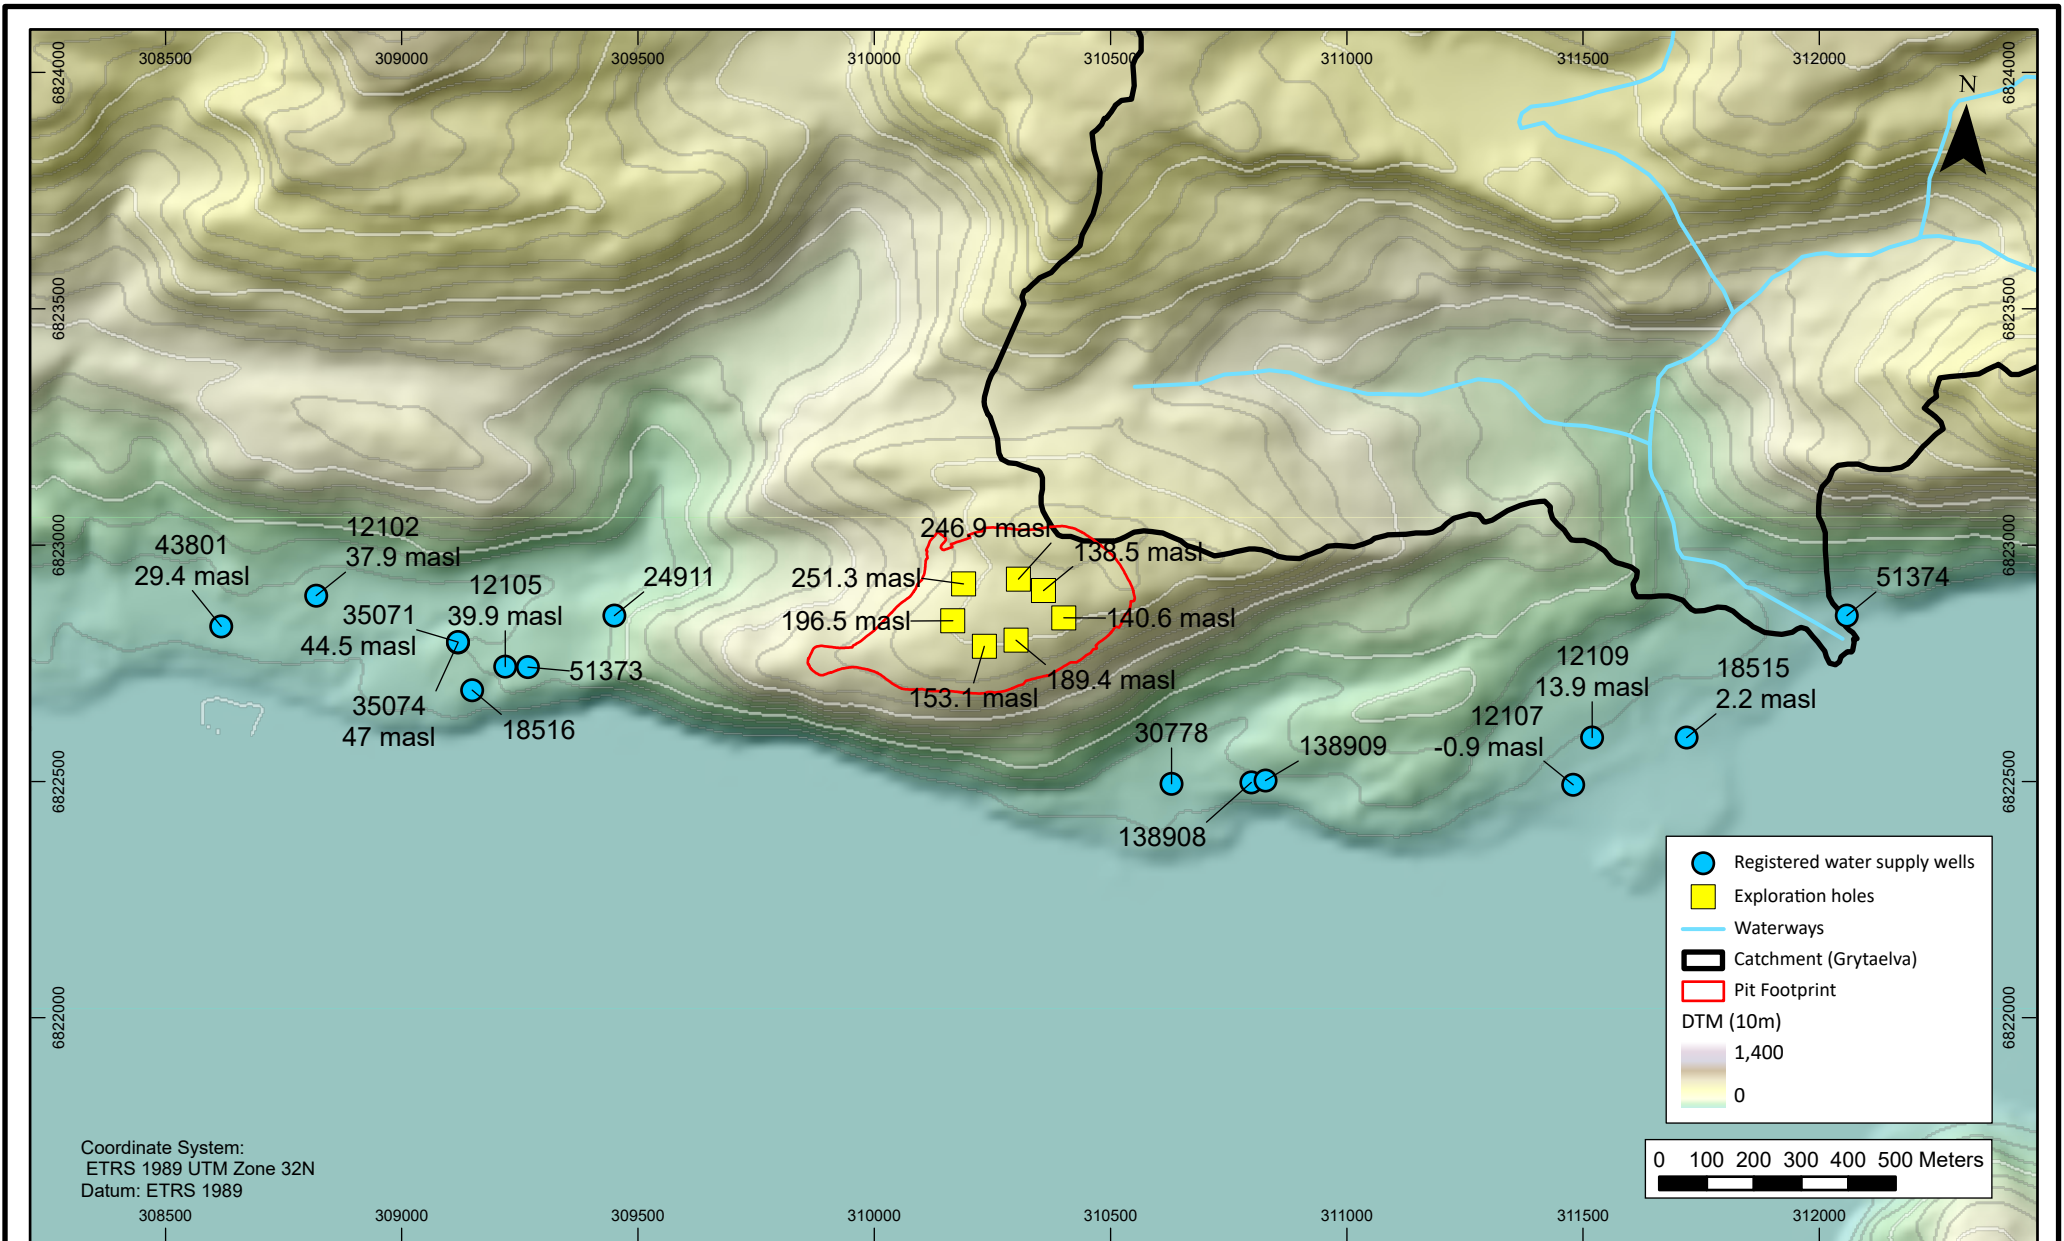 308500
309000
309500
310000
310500
311000
311500
312000
6824000
6824000
N
6823500
6823500
6823000
6823000
43801
29.4 masl
12102
37.9 masl
35071
44.5 masl
12105
39.9 masl
24911
51373
35074
47 masl
18516
246.9 masl
138.5 masl
251.3 masl
196.5 masl
140.6 masl
189.4 masl
153.1 masl
51374
12109
13.9 masl
18515
2.2 masl
12107
-0.9 masl
30778
138909
138908
6822500
6822500
Registered water supply wells
Exploration holes
Waterways
Catchment (Grytaelva)
Pit Footprint
DTM (10m)
1,400
0
6822000
6822000
0 100 200 300 400 500 Meters
Coordinate System:
ETRS 1989 UTM Zone 32N
Datum: ETRS 1989
308500
309000
309500
310000
310500
311000
311500
312000